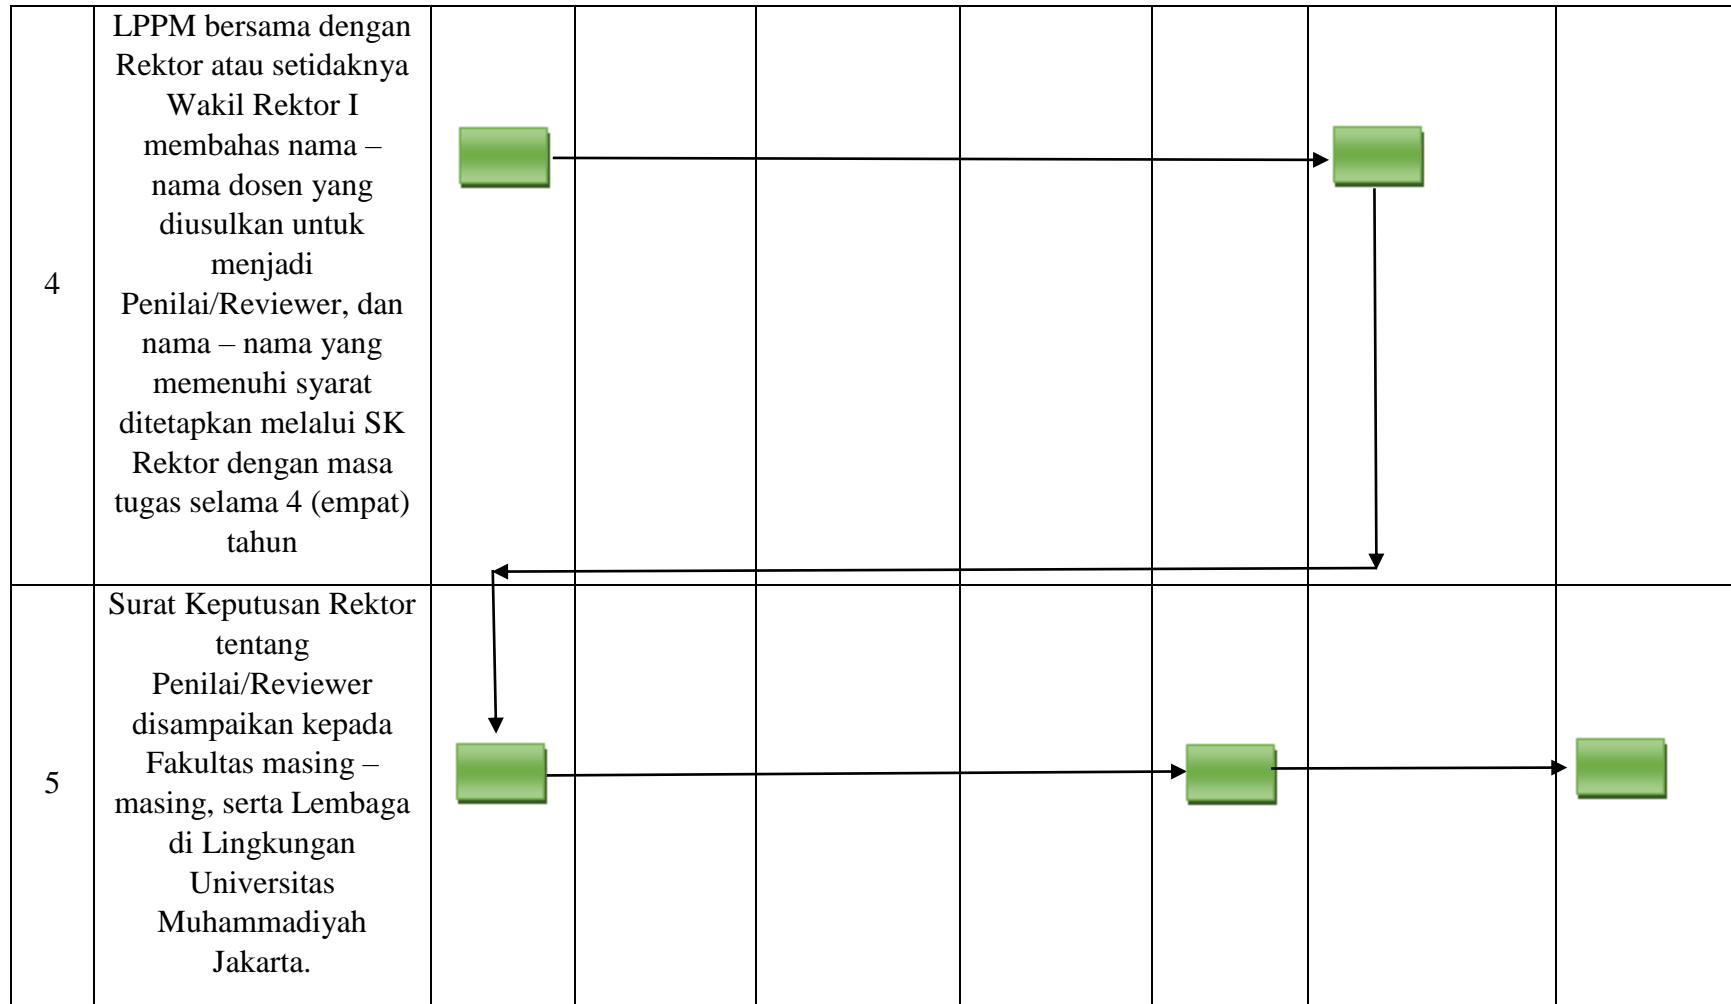 4
LPPM bersama dengan
Rektor atau setidaknya
Wakil Rektor I
membahas nama –
nama dosen yang
diusulkan untuk
menjadi
Penilai/Reviewer, dan
nama – nama yang
memenuhi syarat
ditetapkan melalui SK
Rektor dengan masa
tugas selama 4 (empat)
tahun
5
Surat Keputusan Rektor
tentang
Penilai/Reviewer
disampaikan kepada
Fakultas masing –
masing, serta Lembaga
di Lingkungan
Universitas
Muhammadiyah
Jakarta.